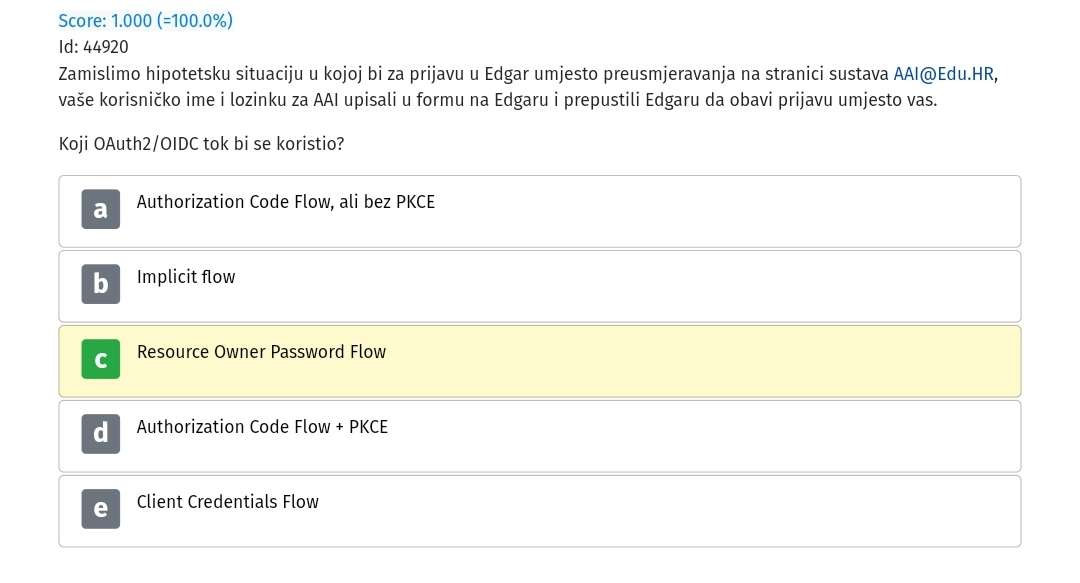 Score: 1.000 (=100.0%)
Id: 44920
Zamislimo hipotetsku situaciju u kojoj bi za prijavu u Edgar umjesto preusmjeravanja na stranici sustava AAI@Edu.HR,
vaše korisničko ime i lozinku za AAI upisali u formu na Edgaru i prepustili Edgaru da obavi prijavu umjesto vas.
Koji OAuth2/OIDC tok bi se koristio?
a Authorization Code Flow, ali bez PKCE
b Implicit flow
c Resource Owner Password Flow
d Authorization Code Flow + PKCE
e Client Credentials Flow